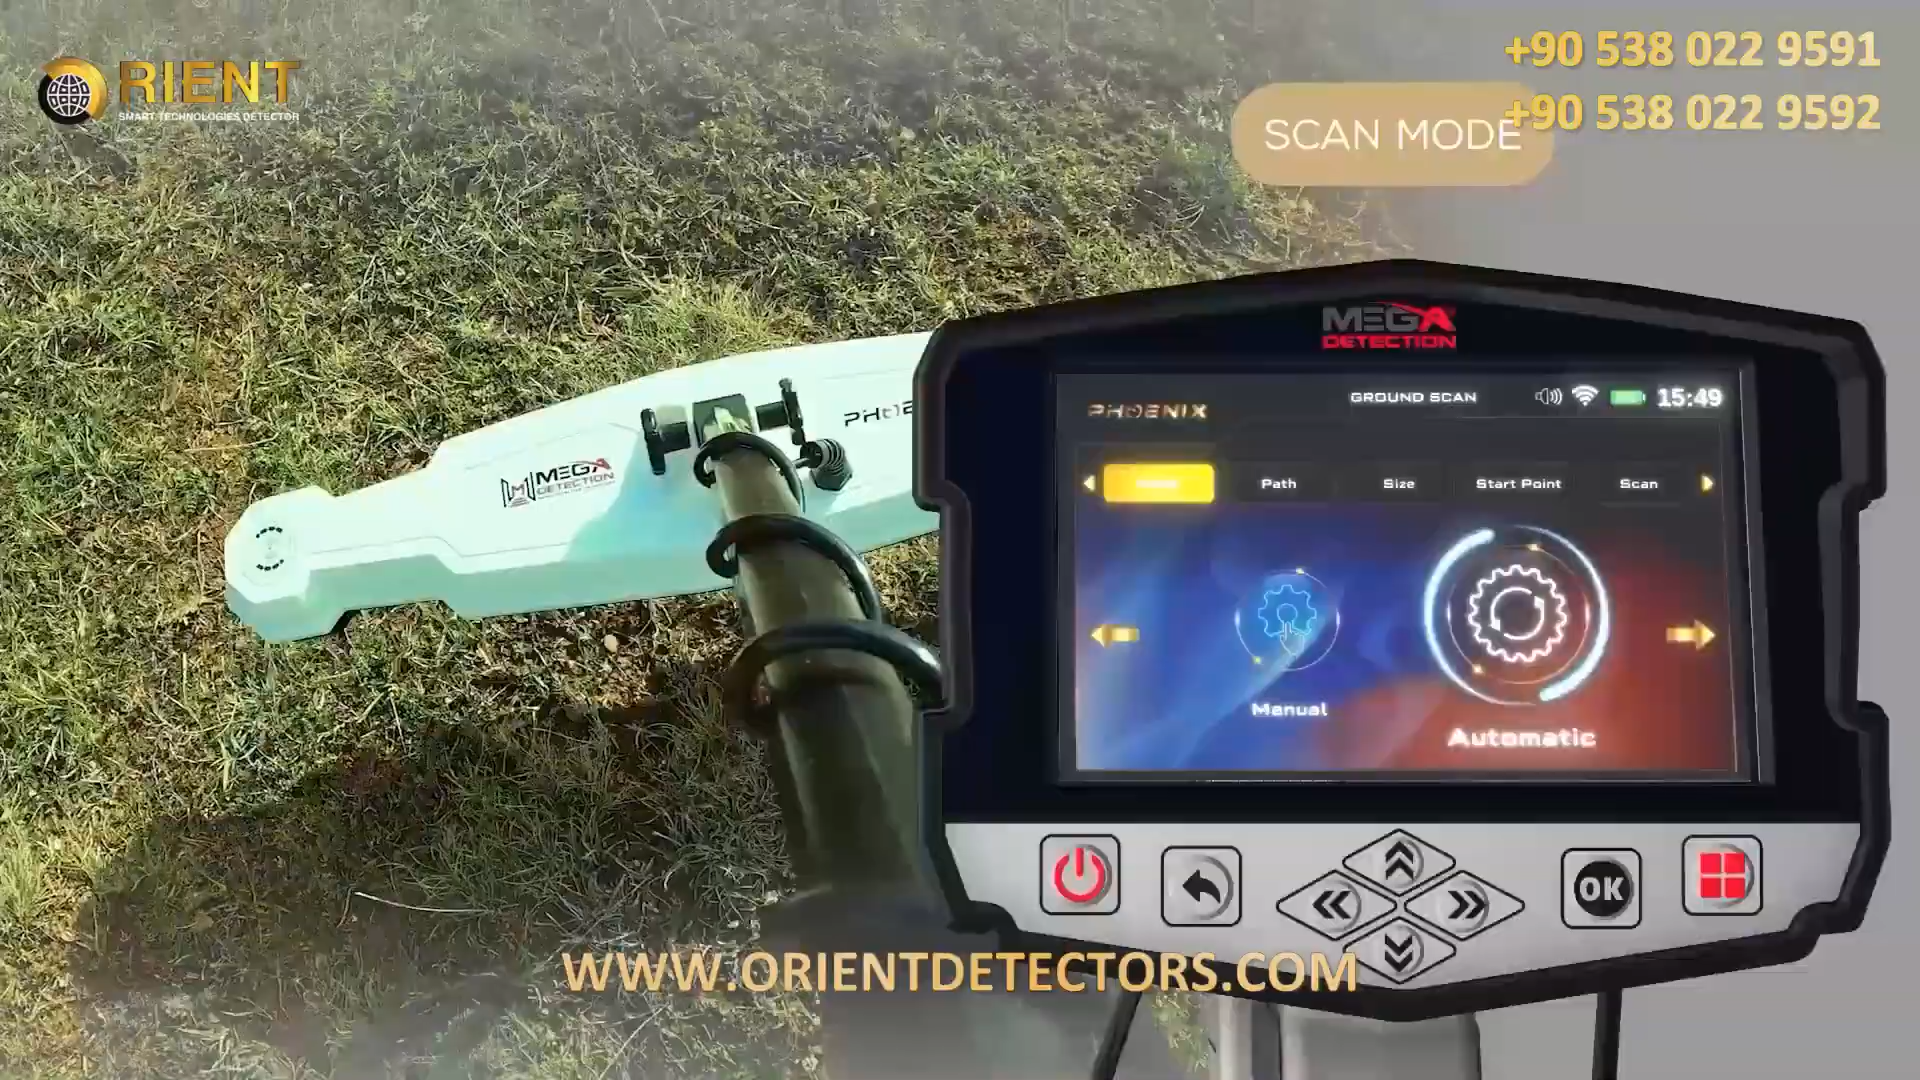 ORIENT
SMART TECHNOLOGIES DETECTOR
+90 538 022 9591
+90 538 022 9592
SCAN MODE
MEGA
DETECTION
PHOENIX
GROUND SCAN
15:49
Path
Size
Start Point
Scan
Manual
Automatic
MEGA
DETECTION
OK
WWW.ORIENTDETECTORS.COM